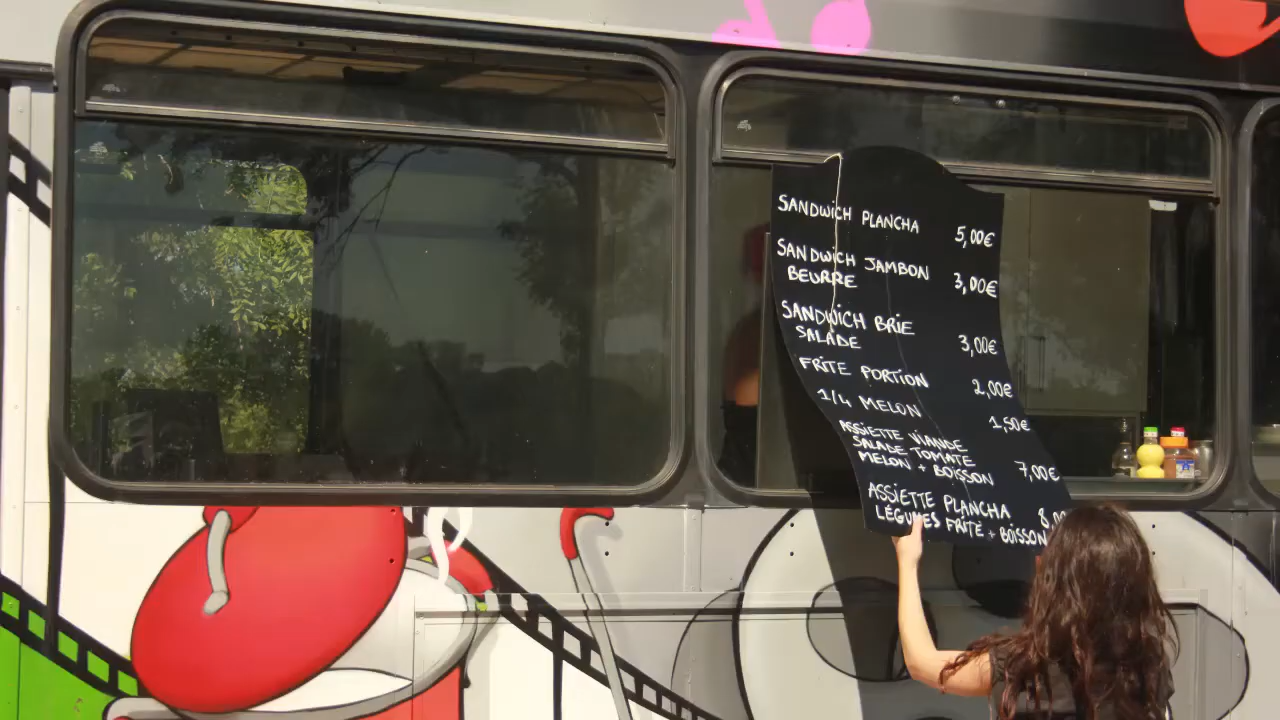 SANDWICH PLANCHA 5,00€
SANDWICH JAMBON
BEURRE 3,00€
SANDWICH BRIE
SALADE 3,00€
FRITE PORTION 2,00€
1/4 MELON 1,50€
ASSIETTE VIANDE
SALADE TOMATE
MELON + BOISSON 7,00€
ASSIETTE PLANCHA
LÉGUMES FRITE + BOISSON